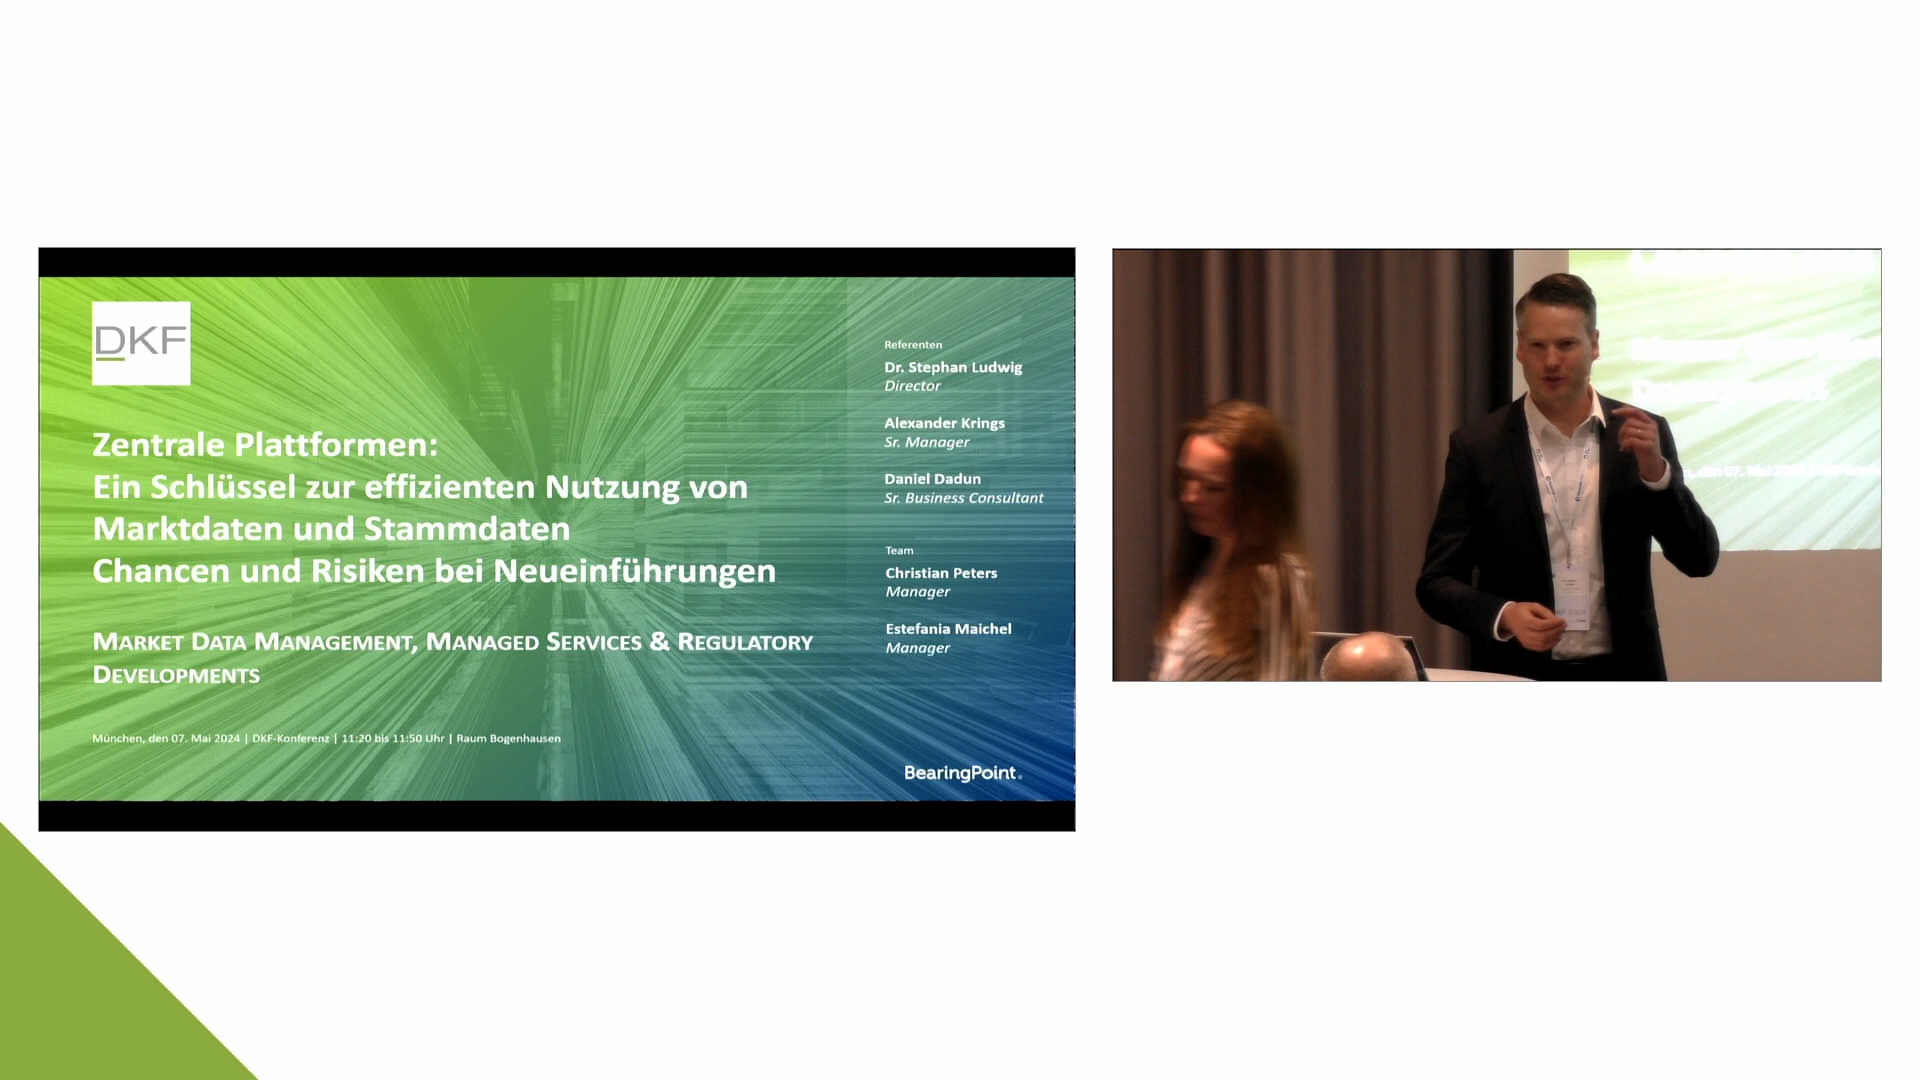 DKF
Zentrale Plattformen:
Ein Schlüssel zur effizienten Nutzung von
Marktdaten und Stammdaten
Chancen und Risiken bei Neueinführungen
MARKET DATA MANAGEMENT, MANAGED SERVICES & REGULATORY
DEVELOPMENTS
München, den 07. Mai 2024 | DKF-Konferenz | 11:20 bis 11:50 Uhr | Raum Bogenhausen
Referenten
Dr. Stephan Ludwig
Director
Alexander Krings
Sr. Manager
Daniel Dadun
Sr. Business Consultant
Team
Christian Peters
Manager
Estefania Maichel
Manager
BearingPoint.